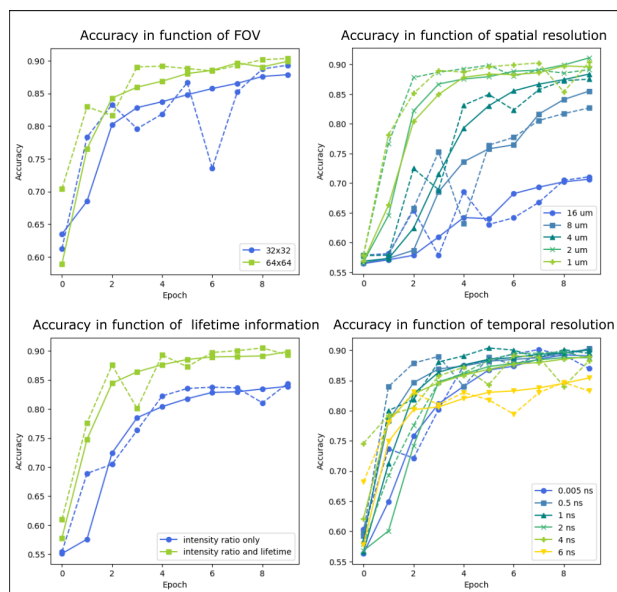 Accuracy in function of FOV
0.90
0.85
0.80
0.75
0.70
0.65
0.60
Accuracy
0 2 4 6 8
Epoch
32x32
64x64
Accuracy in function of spatial resolution
0.90
0.85
0.80
0.75
0.70
0.65
0.60
0.55
Accuracy
0 2 4 6 8
Epoch
16 um
8 um
4 um
2 um
1 um
Accuracy in function of lifetime information
0.90
0.85
0.80
0.75
0.70
0.65
0.60
0.55
Accuracy
0 2 4 6 8
Epoch
intensity ratio only
intensity ratio and lifetime
Accuracy in function of temporal resolution
0.90
0.85
0.80
0.75
0.70
0.65
0.60
0.55
Accuracy
0 2 4 6 8
Epoch
0.005 ns
0.5 ns
1 ns
2 ns
4 ns
6 ns